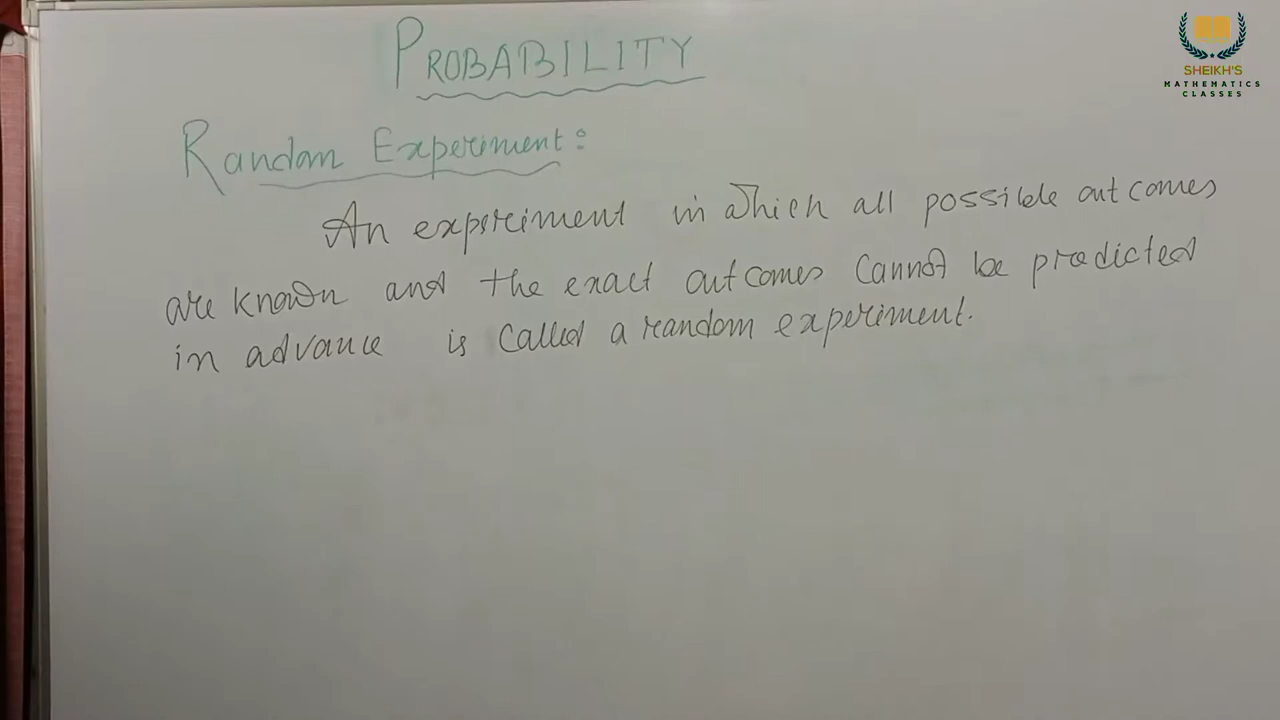 PROBABILITY
Random Experiment:
An experiment in which all possible outcomes
are known and the exact outcomes cannot be predicted
in advance is called a random experiment.
SHEIKH'S
MATHEMATICS
CLASSES